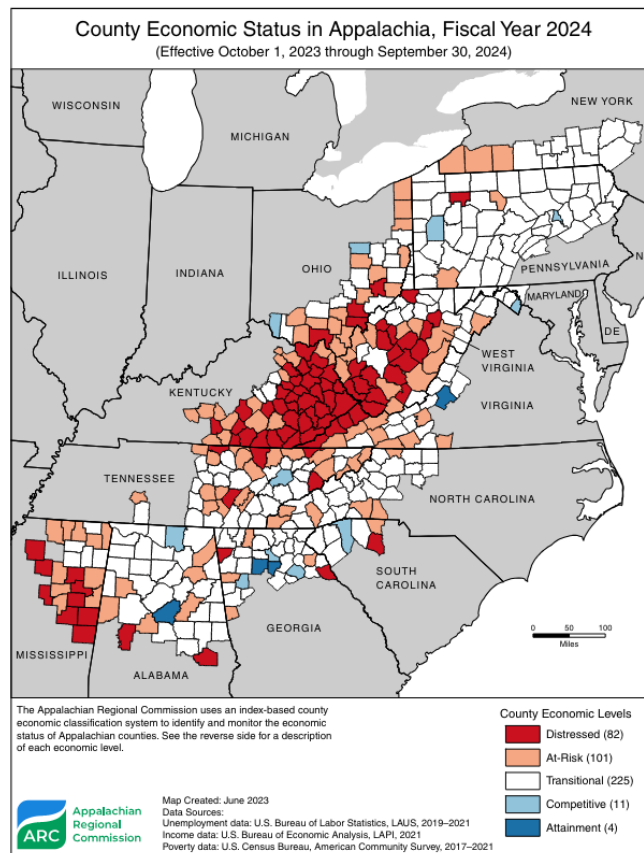 County Economic Status in Appalachia, Fiscal Year 2024
(Effective October 1, 2023 through September 30, 2024)
WISCONSIN
NEW YORK
MICHIGAN
ILLINOIS
INDIANA
OHIO
PENNSYLVANIA
N
MARYLAND
DE
WEST
VIRGINIA
VIRGINIA
KENTUCKY
TENNESSEE
NORTH CAROLINA
SOUTH
CAROLINA
GEORGIA
MISSISSIPPI
ALABAMA
0 50 100
Miles
The Appalachian Regional Commission uses an index-based county
economic classification system to identify and monitor the economic
status of Appalachian counties. See the reverse side for a description
of each economic level.
County Economic Levels
Distressed (82)
At-Risk (101)
Transitional (225)
Competitive (11)
Attainment (4)
ARC
Appalachian
Regional
Commission
Map Created: June 2023
Data Sources:
Unemployment data: U.S. Bureau of Labor Statistics, LAUS, 2019–2021
Income data: U.S. Bureau of Economic Analysis, LAPI, 2021
Poverty data: U.S. Census Bureau, American Community Survey, 2017–2021